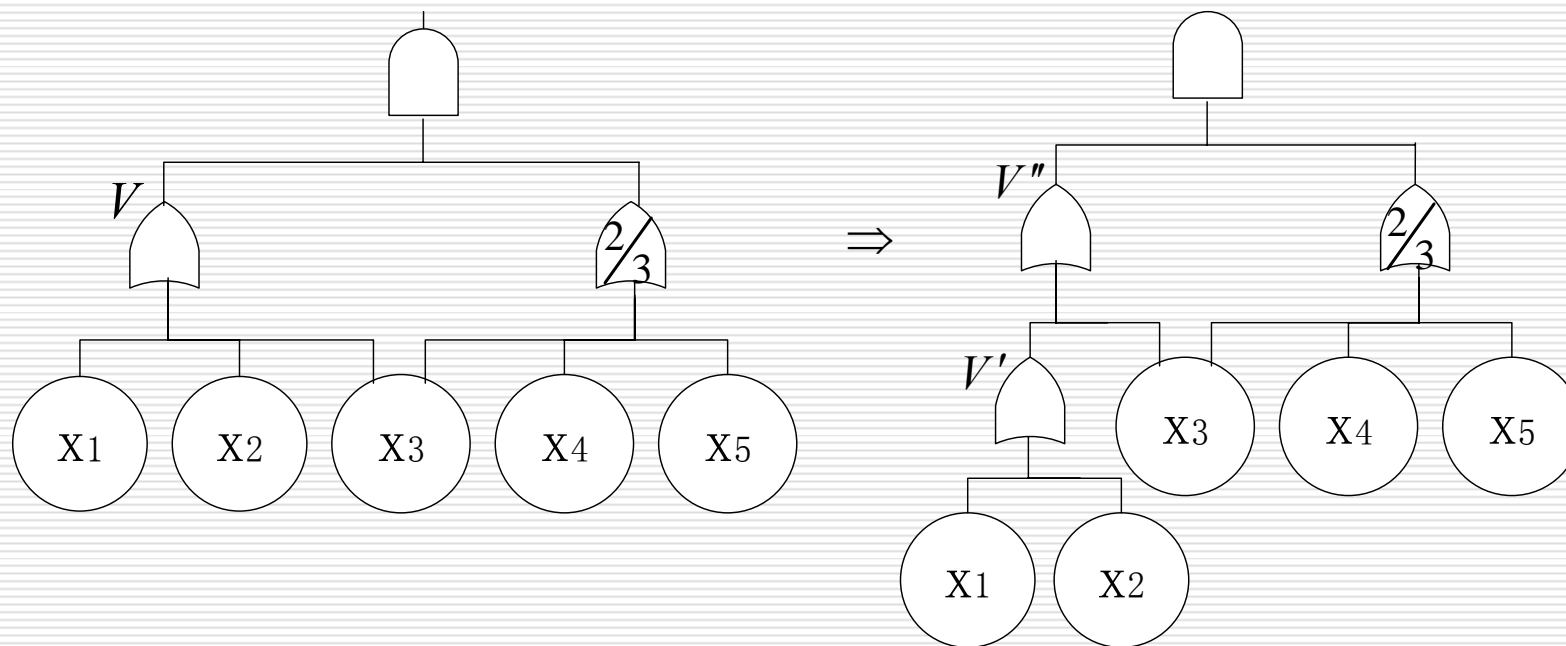 V
2/3
X1 X2 X3 X4 X5
⇒
V″
2/3
V′
X3 X4 X5
X1 X2